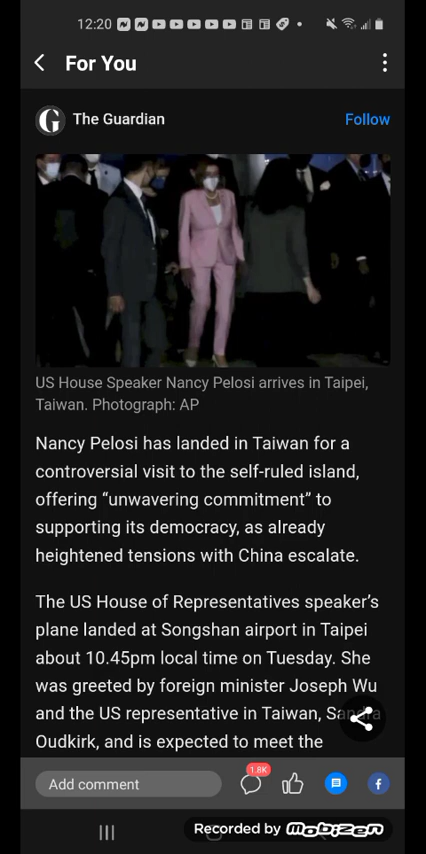 12:20
For You
G The Guardian Follow
US House Speaker Nancy Pelosi arrives in Taipei,
Taiwan. Photograph: AP
Nancy Pelosi has landed in Taiwan for a
controversial visit to the self-ruled island,
offering “unwavering commitment” to
supporting its democracy, as already
heightened tensions with China escalate.
The US House of Representatives speaker’s
plane landed at Songshan airport in Taipei
about 10.45pm local time on Tuesday. She
was greeted by foreign minister Joseph Wu
and the US representative in Taiwan, Sandra
Oudkirk, and is expected to meet the
1.8K
Add comment
Recorded by mobizen